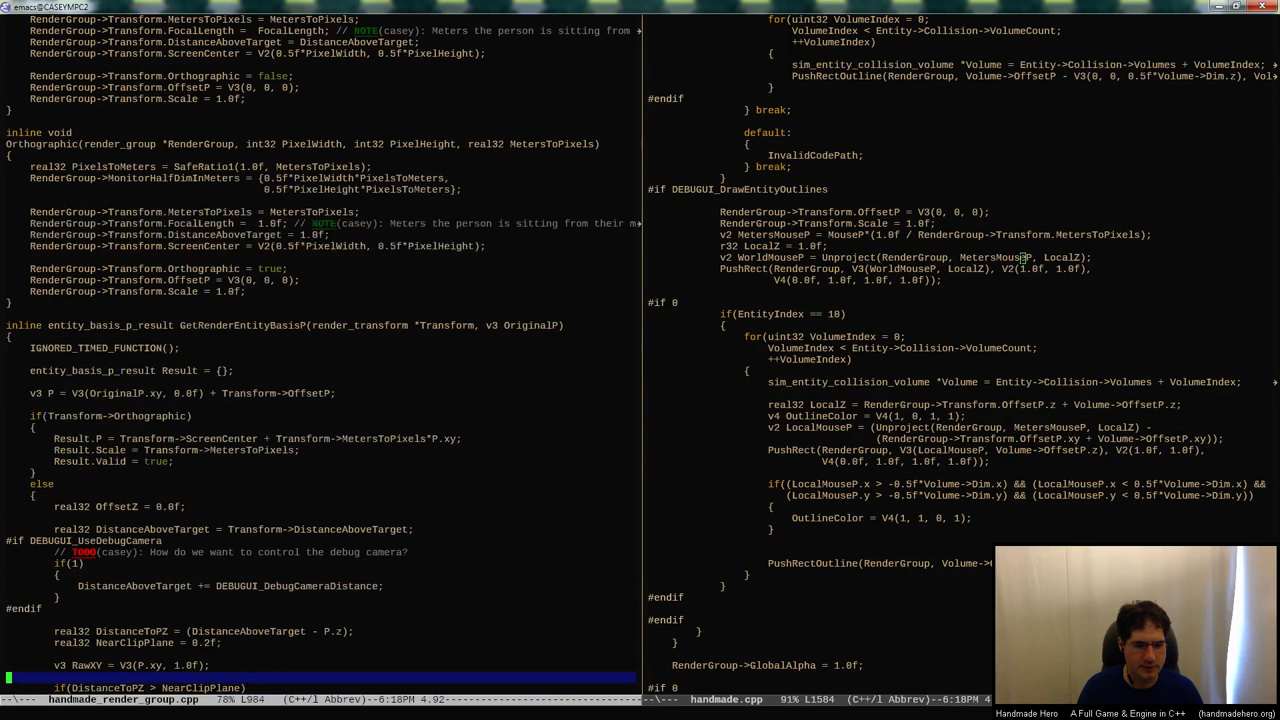 emacs@CASEYMPC2
RenderGroup->Transform.MetersToPixels = MetersToPixels;
RenderGroup->Transform.FocalLength =  FocalLength; // NOTE(casey): Meters the person is sitting from
RenderGroup->Transform.DistanceAboveTarget = DistanceAboveTarget;
RenderGroup->Transform.ScreenCenter = V2(0.5f*PixelWidth, 0.5f*PixelHeight);
RenderGroup->Transform.Orthographic = false;
RenderGroup->Transform.OffsetP = V3(0, 0, 0);
RenderGroup->Transform.Scale = 1.0f;
}
inline void
Orthographic(render_group *RenderGroup, int32 PixelWidth, int32 PixelHeight, real32 MetersToPixels)
{
real32 PixelsToMeters = SafeRatio1(1.0f, MetersToPixels);
RenderGroup->MonitorHalfDimInMeters = {0.5f*PixelWidth*PixelsToMeters,
0.5f*PixelHeight*PixelsToMeters};
RenderGroup->Transform.MetersToPixels = MetersToPixels;
RenderGroup->Transform.FocalLength =  1.0f; // NOTE(casey): Meters the person is sitting from their m
RenderGroup->Transform.DistanceAboveTarget = 1.0f;
RenderGroup->Transform.ScreenCenter = V2(0.5f*PixelWidth, 0.5f*PixelHeight);
RenderGroup->Transform.Orthographic = true;
RenderGroup->Transform.OffsetP = V3(0, 0, 0);
RenderGroup->Transform.Scale = 1.0f;
}
inline entity_basis_p_result GetRenderEntityBasisP(render_transform *Transform, v3 OriginalP)
{
IGNORED_TIMED_FUNCTION();
entity_basis_p_result Result = {};
v3 P = V3(OriginalP.xy, 0.0f) + Transform->OffsetP;
if(Transform->Orthographic)
{
Result.P = Transform->ScreenCenter + Transform->MetersToPixels*P.xy;
Result.Scale = Transform->MetersToPixels;
Result.Valid = true;
}
else
{
real32 OffsetZ = 0.0f;
real32 DistanceAboveTarget = Transform->DistanceAboveTarget;
#if DEBUGUI_UseDebugCamera
// TODO(casey): How do we want to control the debug camera?
if(1)
{
DistanceAboveTarget += DEBUGUI_DebugCameraDistance;
}
#endif
real32 DistanceToPZ = (DistanceAboveTarget - P.z);
real32 NearClipPlane = 0.2f;
v3 RawXY = V3(P.xy, 1.0f);
if(DistanceToPZ > NearClipPlane)
-\---  handmade_render_group.cpp   78% L984   (C++/l Abbrev)--6:18PM 4.92
for(uint32 VolumeIndex = 0;
VolumeIndex < Entity->Collision->VolumeCount;
++VolumeIndex)
{
sim_entity_collision_volume *Volume = Entity->Collision->Volumes + VolumeIndex;
PushRectOutline(RenderGroup, Volume->OffsetP - V3(0, 0, 0.5f*Volume->Dim.z), Vol
}
#endif
} break;
default:
{
InvalidCodePath;
} break;
}
#if DEBUGUI_DrawEntityOutlines
RenderGroup->Transform.OffsetP = V3(0, 0, 0);
RenderGroup->Transform.Scale = 1.0f;
v2 MetersMouseP = MouseP*(1.0f / RenderGroup->Transform.MetersToPixels);
r32 LocalZ = 1.0f;
v2 WorldMouseP = Unproject(RenderGroup, MetersMouseP, LocalZ);
PushRect(RenderGroup, V3(WorldMouseP, LocalZ), V2(1.0f, 1.0f),
V4(0.0f, 1.0f, 1.0f, 1.0f));
#if 0
if(EntityIndex == 10)
{
for(uint32 VolumeIndex = 0;
VolumeIndex < Entity->Collision->VolumeCount;
++VolumeIndex)
{
sim_entity_collision_volume *Volume = Entity->Collision->Volumes + VolumeIndex;
real32 LocalZ = RenderGroup->Transform.OffsetP.z + Volume->OffsetP.z;
v4 OutlineColor = V4(1, 0, 1, 1);
v2 LocalMouseP = (Unproject(RenderGroup, MetersMouseP, LocalZ) -
(RenderGroup->Transform.OffsetP.xy + Volume->OffsetP.xy));
PushRect(RenderGroup, V3(LocalMouseP, Volume->OffsetP.z), V2(1.0f, 1.0f),
V4(0.0f, 1.0f, 1.0f, 1.0f));
if((LocalMouseP.x > -0.5f*Volume->Dim.x) && (LocalMouseP.x < 0.5f*Volume->Dim.x) &&
(LocalMouseP.y > -0.5f*Volume->Dim.y) && (LocalMouseP.y < 0.5f*Volume->Dim.y))
{
OutlineColor = V4(1, 1, 0, 1);
}
PushRectOutline(RenderGroup, Volume->
}
}
#endif
#endif
}
}
RenderGroup->GlobalAlpha = 1.0f;
#if 0
-\---  handmade.cpp   91% L1584   (C++/l Abbrev)--6:18PM 4
Handmade Hero    A Full Game & Engine in C++    (handmadehero.org)